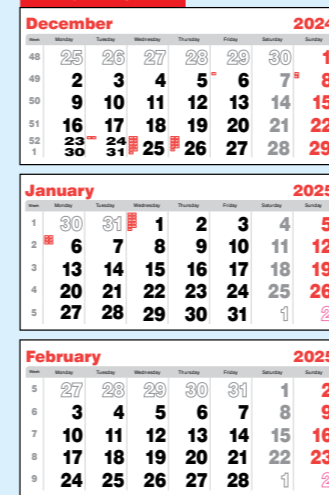 December 2024
Week Monday Tuesday Wednesday Thursday Friday Saturday Sunday
48 25 26 27 28 29 30 1
49 2 3 4 5 6 7 8
50 9 10 11 12 13 14 15
51 16 17 18 19 20 21 22
52 23 24 25 26 27 28 29
1 30 31
January 2025
Week Monday Tuesday Wednesday Thursday Friday Saturday Sunday
1 30 31 1 2 3 4 5
2 6 7 8 9 10 11 12
3 13 14 15 16 17 18 19
4 20 21 22 23 24 25 26
5 27 28 29 30 31 1 2
February 2025
Week Monday Tuesday Wednesday Thursday Friday Saturday Sunday
5 27 28 29 30 31 1 2
6 3 4 5 6 7 8 9
7 10 11 12 13 14 15 16
8 17 18 19 20 21 22 23
9 24 25 26 27 28 1 2